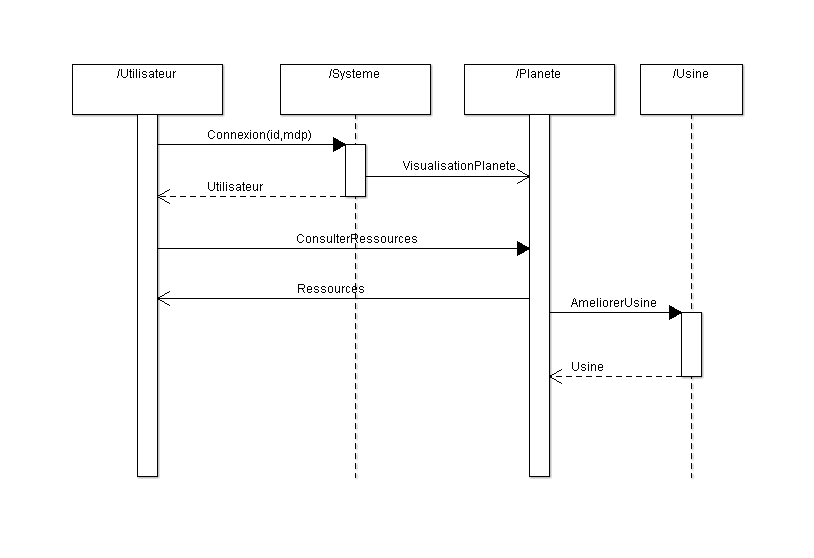 /Utilisateur
/Systeme
/Planete
/Usine
Connexion(id,mdp)
VisualisationPlanete
Utilisateur
ConsulterRessources
Ressources
AmeliorerUsine
Usine